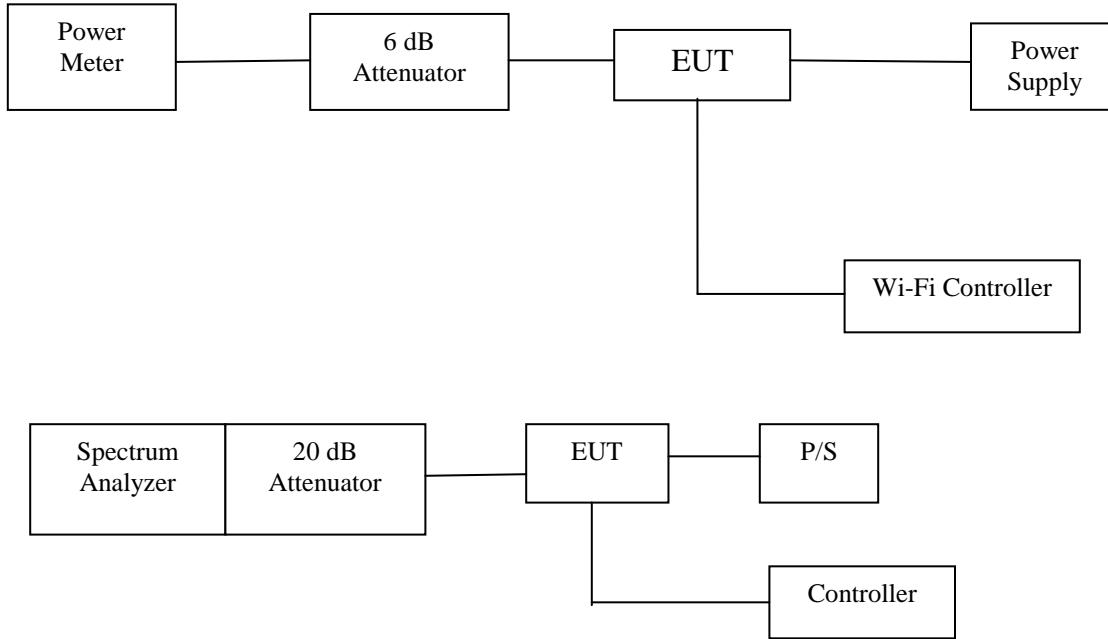 Power
Meter
6 dB
Attenuator
EUT
Power
Supply
Wi-Fi Controller
Spectrum
Analyzer
20 dB
Attenuator
EUT
P/S
Controller